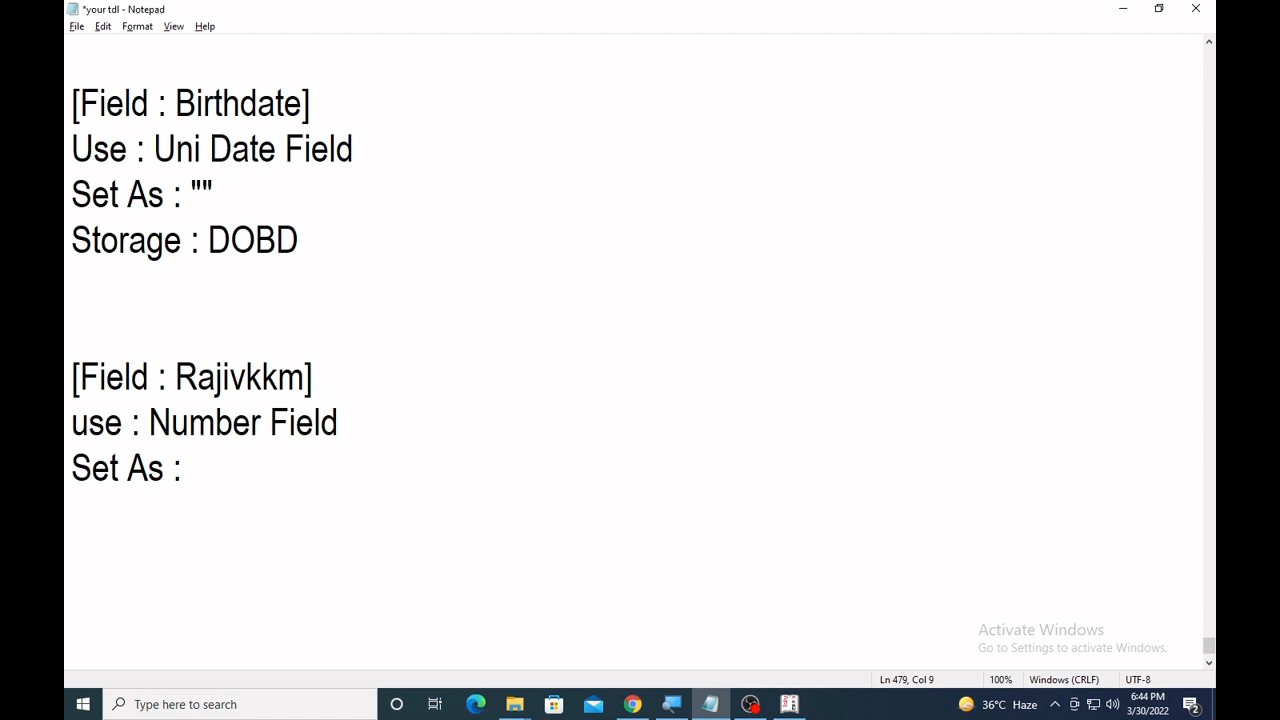 *your tdl - Notepad
File Edit Format View Help
[Field : Birthdate]
Use : Uni Date Field
Set As : ""
Storage : DOBD
[Field : Rajivkkm]
use : Number Field
Set As :
Activate Windows
Go to Settings to activate Windows.
Ln 479, Col 9 100% Windows (CRLF) UTF-8
Type here to search
36°C Haze
6:44 PM
3/30/2022
2